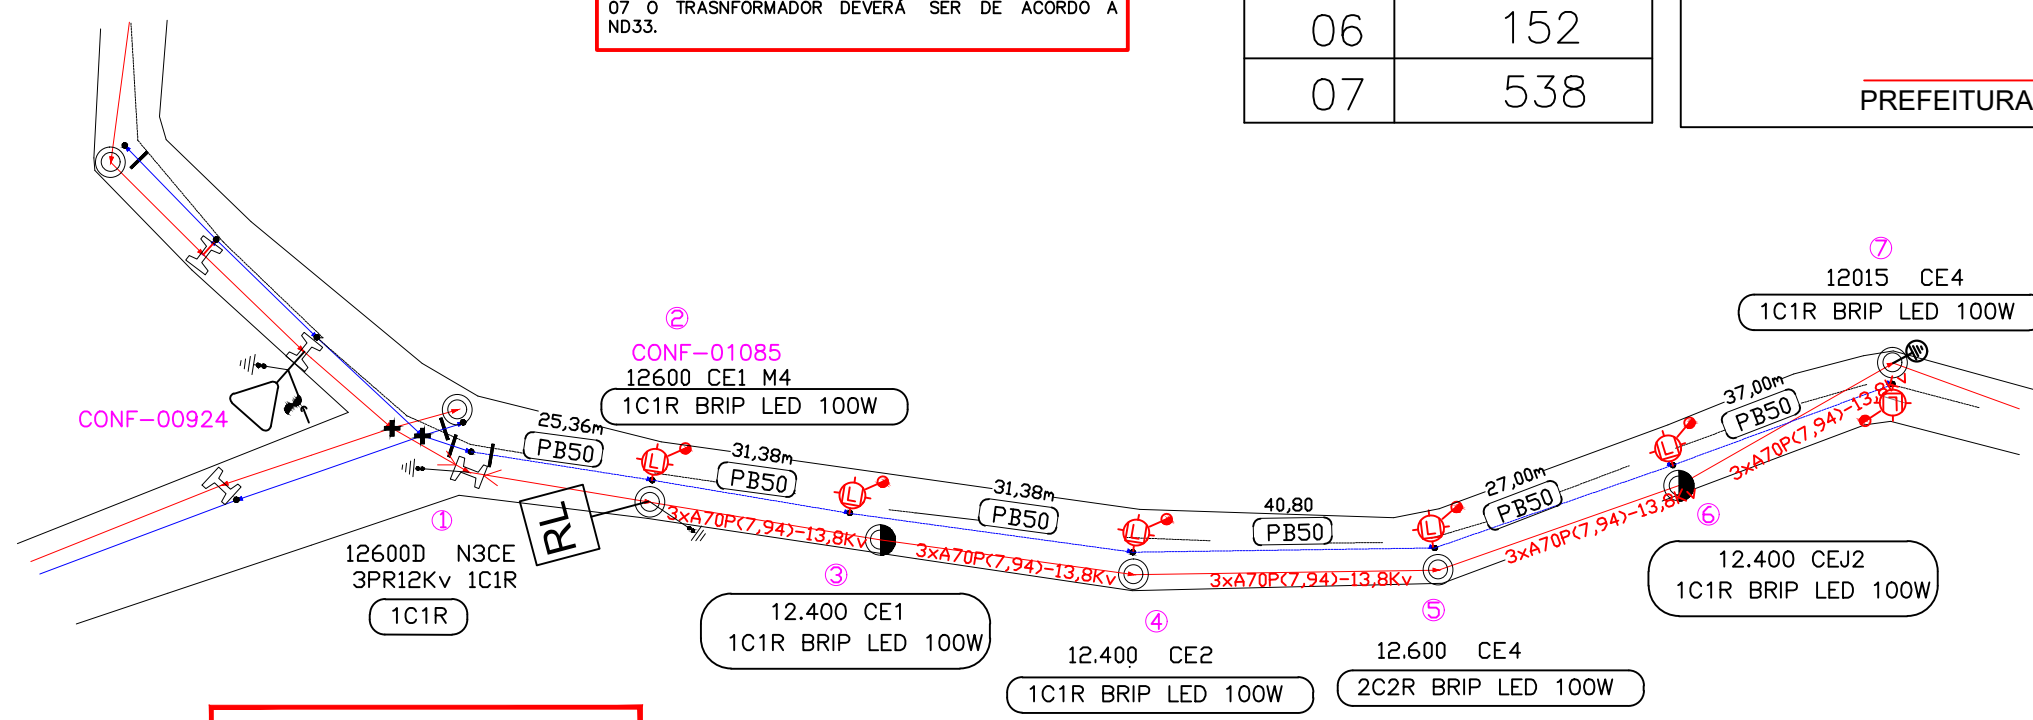 07 O TRASNFORMADOR DEVERÁ SER DE ACORDO A
ND33.
06 152
07 538
PREFEITURA
⑦
12015 CE4
1C1R BRIP LED 100W
②
CONF-01085
12600 CE1 M4
1C1R BRIP LED 100W
CONF-00924
25,36m
PB50
31,38m
PB50
31,38m
PB50
40,80
PB50
27,00m
PB50
37,00m
PB50
L
L
L
L
L
L
RL
3xA70P(7,94)-13,8Kv
3xA70P(7,94)-13,8Kv
3xA70P(7,94)-13,8Kv
3xA70P(7,94)-13,8Kv
3xA70P(7,94)-13,8Kv
①
12600D N3CE
3PR12Kv 1C1R
1C1R
③
12.400 CE1
1C1R BRIP LED 100W
④
12.400 CE2
1C1R BRIP LED 100W
⑤
12.600 CE4
2C2R BRIP LED 100W
⑥
12.400 CEJ2
1C1R BRIP LED 100W